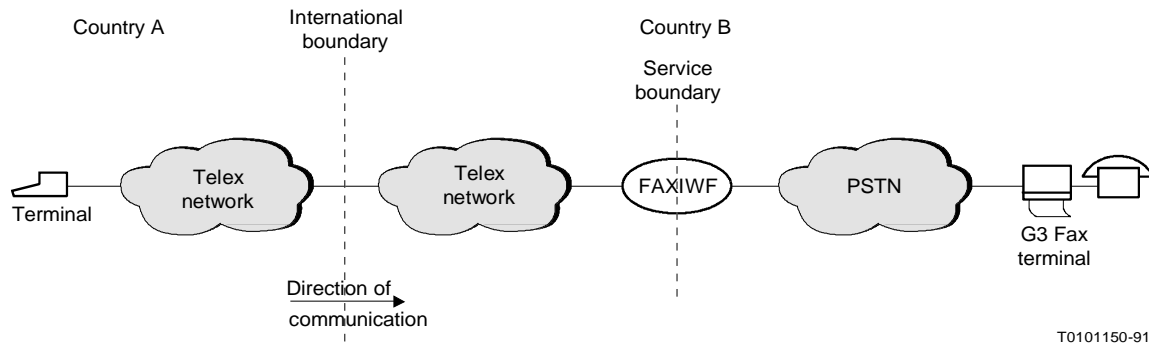 Country A
International
boundary
Country B
Service
boundary
Telex
network
Telex
network
FAXIWF
PSTN
Terminal
G3 Fax
terminal
Direction of
communication
T0101150-91